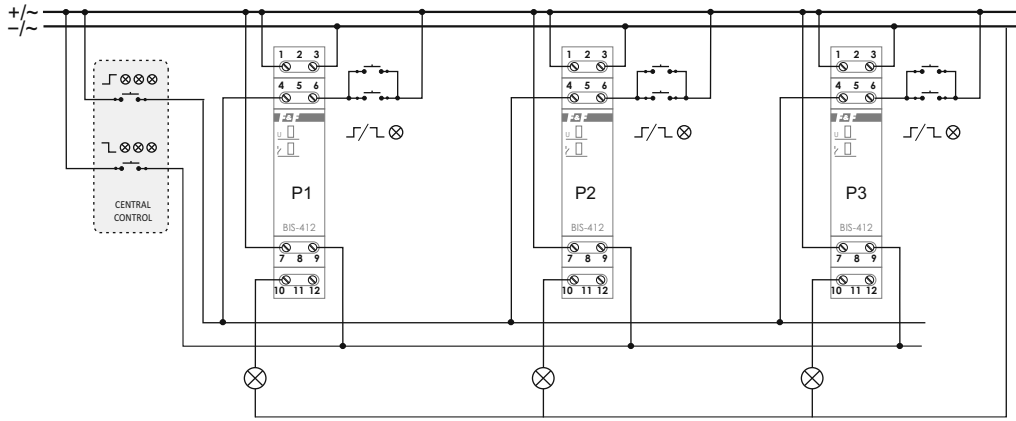 +/~
−/~
CENTRAL
CONTROL
1 2 3
4 5 6
F&F
U
P1
BIS-412
7 8 9
10 11 12
1 2 3
4 5 6
F&F
U
P2
BIS-412
7 8 9
10 11 12
1 2 3
4 5 6
F&F
U
P3
BIS-412
7 8 9
10 11 12